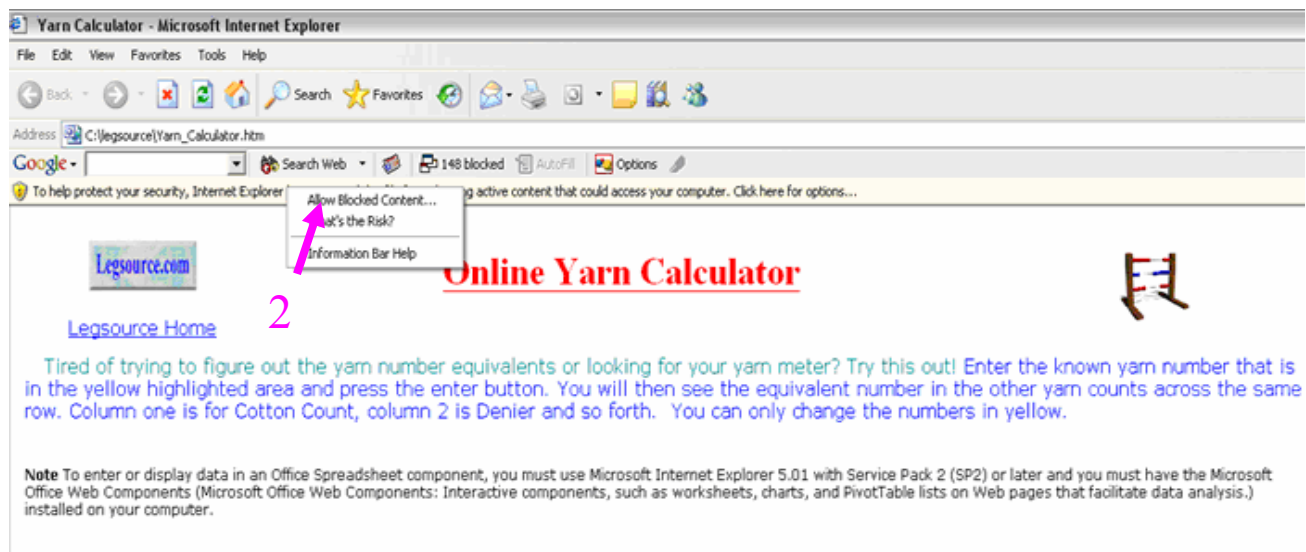 Yarn Calculator - Microsoft Internet Explorer
File Edit View Favorites Tools Help
Back Search Favorites
Address C:\legsource\Yarn_Calculator.htm
Google Search Web 148 blocked AutoFill Options
To help protect your security, Internet Explorer active content that could access your computer. Click here for options...
Allow Blocked Content...
the Risk?
Information Bar Help
Legsource.com
Online Yarn Calculator
2
Legsource Home
Tired of trying to figure out the yarn number equivalents or looking for your yarn meter? Try this out! Enter the known yarn number that is
in the yellow highlighted area and press the enter button. You will then see the equivalent number in the other yarn counts across the same
row. Column one is for Cotton Count, column 2 is Denier and so forth. You can only change the numbers in yellow.
Note To enter or display data in an Office Spreadsheet component, you must use Microsoft Internet Explorer 5.01 with Service Pack 2 (SP2) or later and you must have the Microsoft
Office Web Components (Microsoft Office Web Components: Interactive components, such as worksheets, charts, and PivotTable lists on Web pages that facilitate data analysis.)
installed on your computer.